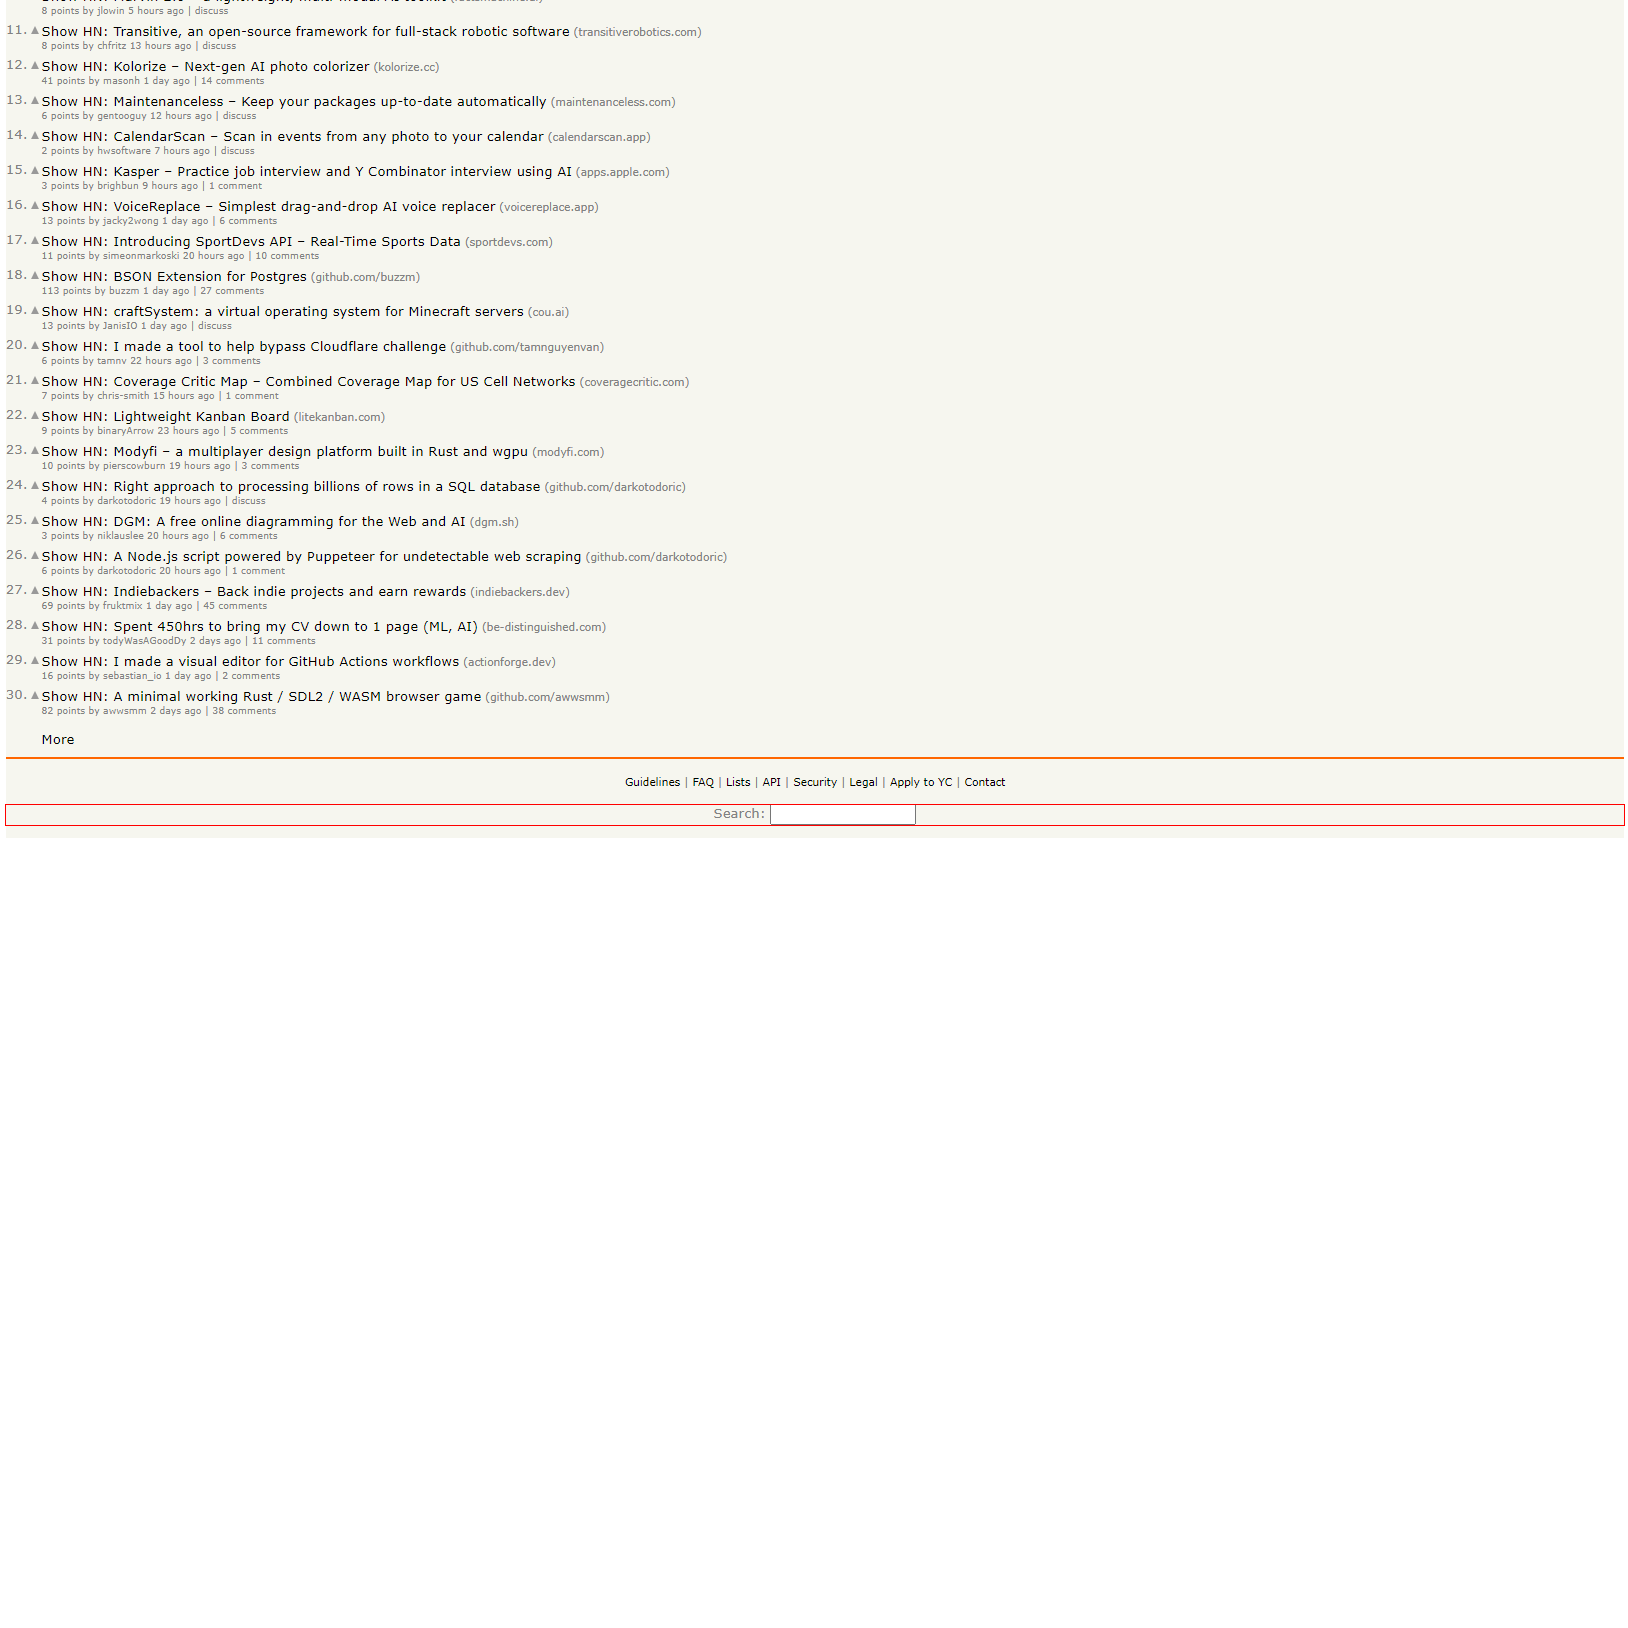 8 points by jlowin 5 hours ago | discuss
11. Show HN: Transitive, an open-source framework for full-stack robotic software (transitiverobotics.com)
8 points by chfritz 13 hours ago | discuss
12. Show HN: Kolorize – Next-gen AI photo colorizer (kolorize.cc)
41 points by masonh 1 day ago | 14 comments
13. Show HN: Maintenanceless – Keep your packages up-to-date automatically (maintenanceless.com)
6 points by gentooguy 12 hours ago | discuss
14. Show HN: CalendarScan – Scan in events from any photo to your calendar (calendarscan.app)
2 points by hwsoftware 7 hours ago | discuss
15. Show HN: Kasper – Practice job interview and Y Combinator interview using AI (apps.apple.com)
3 points by brighbun 9 hours ago | 1 comment
16. Show HN: VoiceReplace – Simplest drag-and-drop AI voice replacer (voicereplace.app)
13 points by jacky2wong 1 day ago | 6 comments
17. Show HN: Introducing SportDevs API – Real-Time Sports Data (sportdevs.com)
11 points by simeonmarkoski 20 hours ago | 10 comments
18. Show HN: BSON Extension for Postgres (github.com/buzzm)
113 points by buzzm 1 day ago | 27 comments
19. Show HN: craftSystem: a virtual operating system for Minecraft servers (cou.ai)
13 points by JanisIO 1 day ago | discuss
20. Show HN: I made a tool to help bypass Cloudflare challenge (github.com/tamnguyenvan)
6 points by tamnv 22 hours ago | 3 comments
21. Show HN: Coverage Critic Map – Combined Coverage Map for US Cell Networks (coveragecritic.com)
7 points by chris-smith 15 hours ago | 1 comment
22. Show HN: Lightweight Kanban Board (litekanban.com)
9 points by binaryArrow 23 hours ago | 5 comments
23. Show HN: Modyfi – a multiplayer design platform built in Rust and wgpu (modyfi.com)
10 points by pierscowburn 19 hours ago | 3 comments
24. Show HN: Right approach to processing billions of rows in a SQL database (github.com/darkotodoric)
4 points by darkotodoric 19 hours ago | discuss
25. Show HN: DGM: A free online diagramming for the Web and AI (dgm.sh)
3 points by niklauslee 20 hours ago | 6 comments
26. Show HN: A Node.js script powered by Puppeteer for undetectable web scraping (github.com/darkotodoric)
6 points by darkotodoric 20 hours ago | 1 comment
27. Show HN: Indiebackers – Back indie projects and earn rewards (indiebackers.dev)
69 points by fruktmix 1 day ago | 45 comments
28. Show HN: Spent 450hrs to bring my CV down to 1 page (ML, AI) (be-distinguished.com)
31 points by todyWasAGoodDy 2 days ago | 11 comments
29. Show HN: I made a visual editor for GitHub Actions workflows (actionforge.dev)
16 points by sebastian_io 1 day ago | 2 comments
30. Show HN: A minimal working Rust / SDL2 / WASM browser game (github.com/awwsmm)
82 points by awwsmm 2 days ago | 38 comments
More
Guidelines | FAQ | Lists | API | Security | Legal | Apply to YC | Contact
Search: